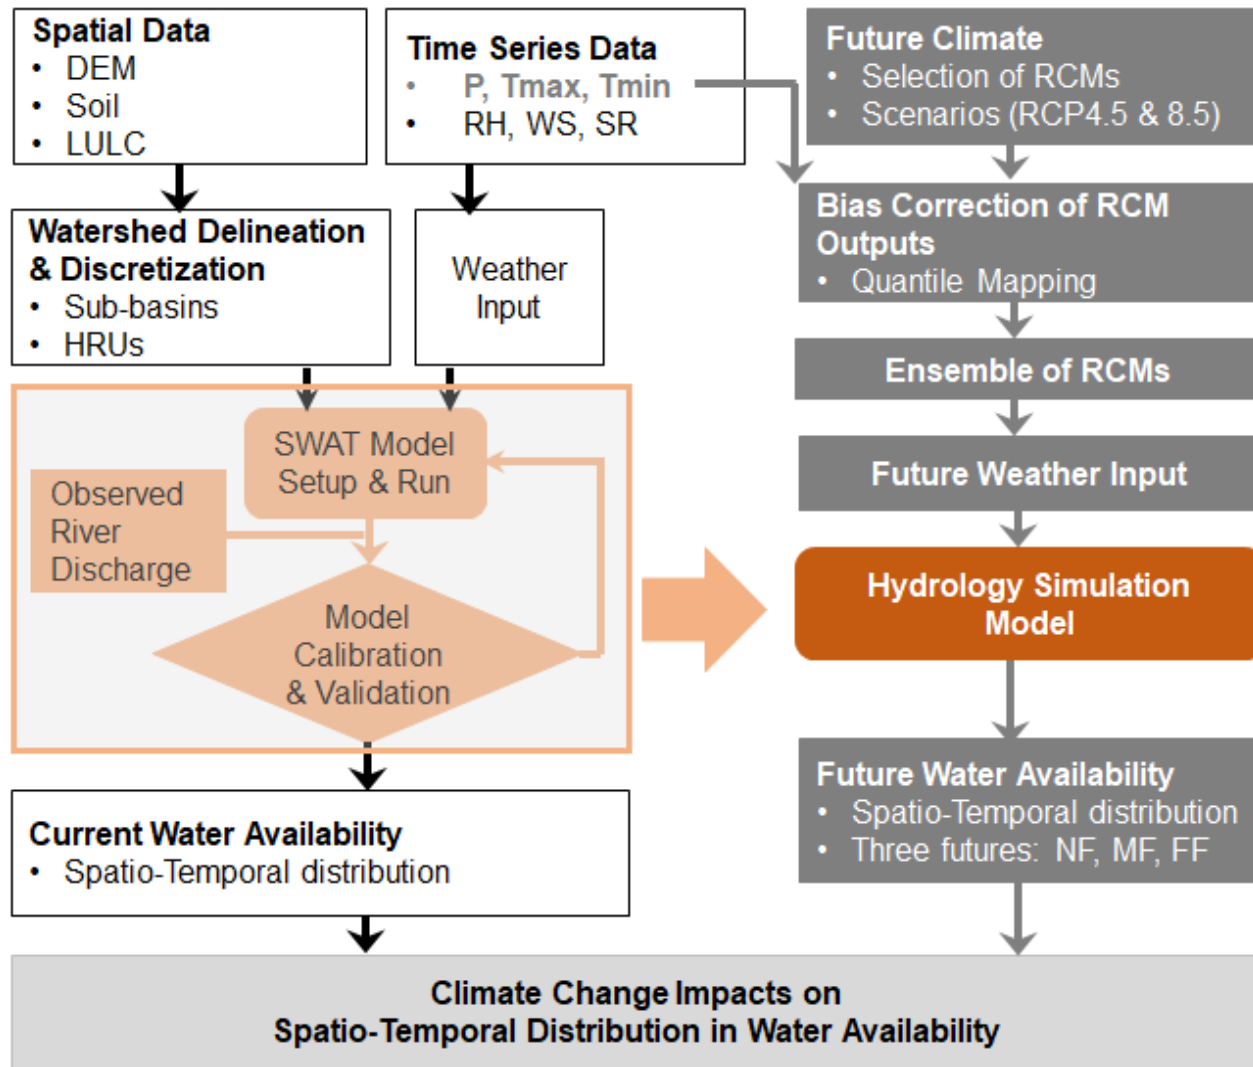 Spatial Data
• DEM
• Soil
• LULC
Time Series Data
• P, Tmax, Tmin
• RH, WS, SR
Future Climate
• Selection of RCMs
• Scenarios (RCP4.5 & 8.5)
Watershed Delineation
& Discretization
• Sub-basins
• HRUs
Weather
Input
Bias Correction of RCM
Outputs
• Quantile Mapping
Ensemble of RCMs
SWAT Model
Setup & Run
Future Weather Input
Observed
River
Discharge
Hydrology Simulation
Model
Model
Calibration
& Validation
Current Water Availability
• Spatio-Temporal distribution
Future Water Availability
• Spatio-Temporal distribution
• Three futures: NF, MF, FF
Climate Change Impacts on
Spatio-Temporal Distribution in Water Availability